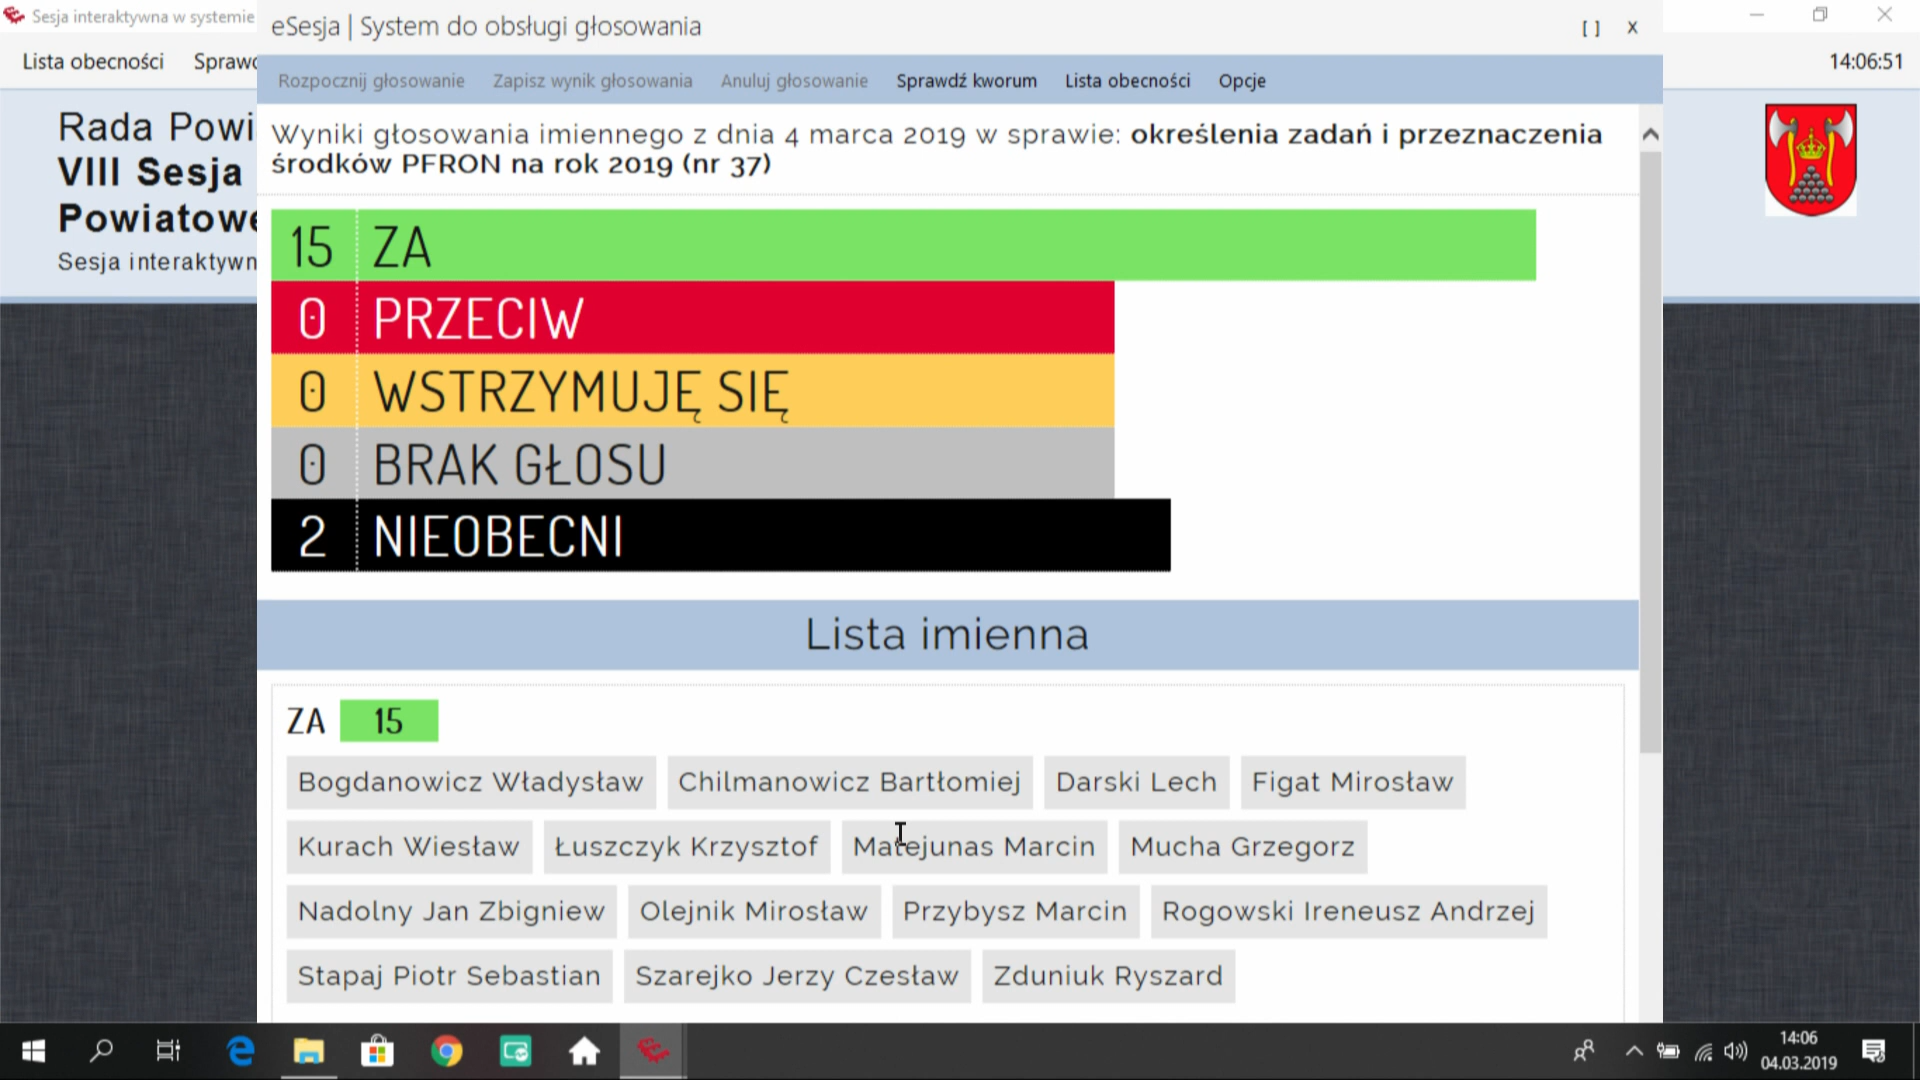 Sesja interaktywna w systemie
eSesja | System do obsługi głosowania
[ ] x
Lista obecności Sprawd
14:06:51
Rozpocznij głosowanie Zapisz wynik głosowania Anuluj głosowanie Sprawdź kworum Lista obecności Opcje
Rada Powi
VIII Sesja
Powiatowe
Sesja interaktywn
Wyniki głosowania imiennego z dnia 4 marca 2019 w sprawie: określenia zadań i przeznaczenia
środków PFRON na rok 2019 (nr 37)
15 ZA
0 PRZECIW
0 WSTRZYMUJĘ SIĘ
0 BRAK GŁOSU
2 NIEOBECNI
Lista imienna
ZA 15
Bogdanowicz Władysław Chilmanowicz Bartłomiej Darski Lech Figat Mirosław
Kurach Wiesław Łuszczyk Krzysztof Matejunas Marcin Mucha Grzegorz
Nadolny Jan Zbigniew Olejnik Mirosław Przybysz Marcin Rogowski Ireneusz Andrzej
Stapaj Piotr Sebastian Szarejko Jerzy Czesław Zduniuk Ryszard
14:06
04.03.2019